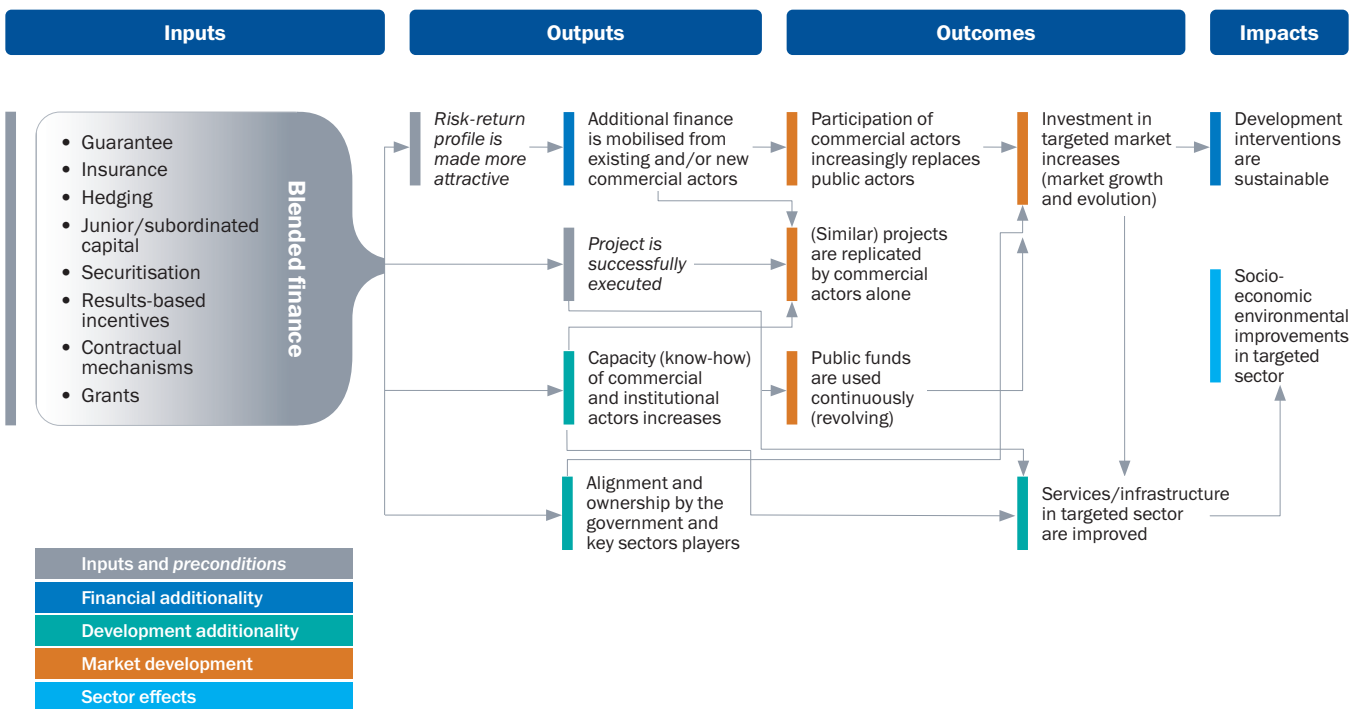 Inputs
Outputs
Outcomes
Impacts
• Guarantee
• Insurance
• Hedging
• Junior/subordinated
capital
• Securitisation
• Results-based
incentives
• Contractual
mechanisms
• Grants
Blended finance
Risk-return
profile is
made more
attractive
Additional finance
is mobilised from
existing and/or new
commercial actors
Participation of
commercial actors
increasingly replaces
public actors
Investment in
targeted market
increases
(market growth
and evolution)
Development
interventions
are
sustainable
Project is
successfully
executed
(Similar) projects
are replicated
by commercial
actors alone
Socio-
economic
environmental
improvements
in targeted
sector
Capacity (know-how)
of commercial
and institutional
actors increases
Public funds
are used
continuously
(revolving)
Alignment and
ownership by the
government and
key sectors players
Services/infrastructure
in targeted sector
are improved
Inputs and preconditions
Financial additionality
Development additionality
Market development
Sector effects